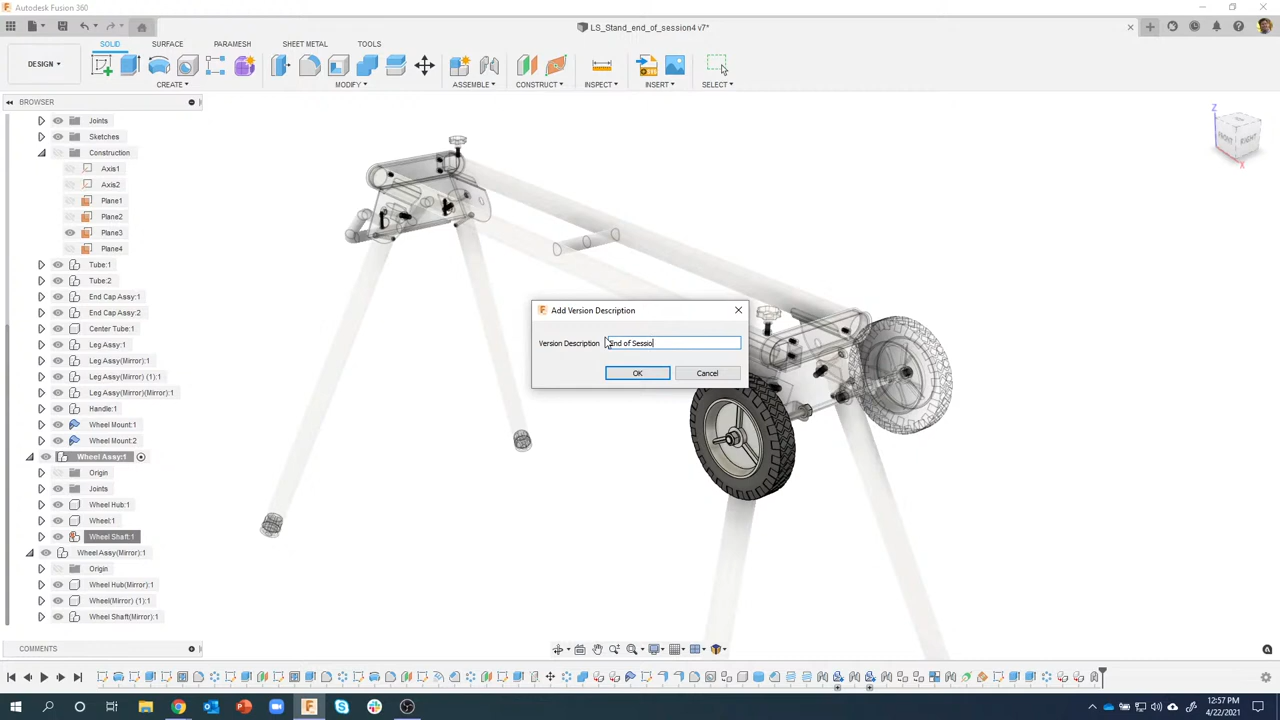 Autodesk Fusion 360
LS_Stand_end_of_session4 v7*
SOLID SURFACE PARAMESH SHEET METAL TOOLS
DESIGN
CREATE MODIFY ASSEMBLE CONSTRUCT INSPECT INSERT SELECT
BROWSER
Joints
Sketches
Construction
Axis1
Axis2
Plane1
Plane2
Plane3
Plane4
Tube:1
Tube:2
End Cap Assy:1
End Cap Assy:2
Center Tube:1
Leg Assy:1
Leg Assy(Mirror):1
Leg Assy(Mirror) (1):1
Leg Assy(Mirror)(Mirror):1
Handle:1
Wheel Mount:1
Wheel Mount:2
Wheel Assy:1
Origin
Joints
Wheel Hub:1
Wheel:1
Wheel Shaft:1
Wheel Assy(Mirror):1
Origin
Wheel Hub(Mirror):1
Wheel(Mirror) (1):1
Wheel Shaft(Mirror):1
COMMENTS
Z
FRONT RIGHT
X
Add Version Description
Version Description End of Sessio
OK Cancel
12:57 PM
4/22/2021